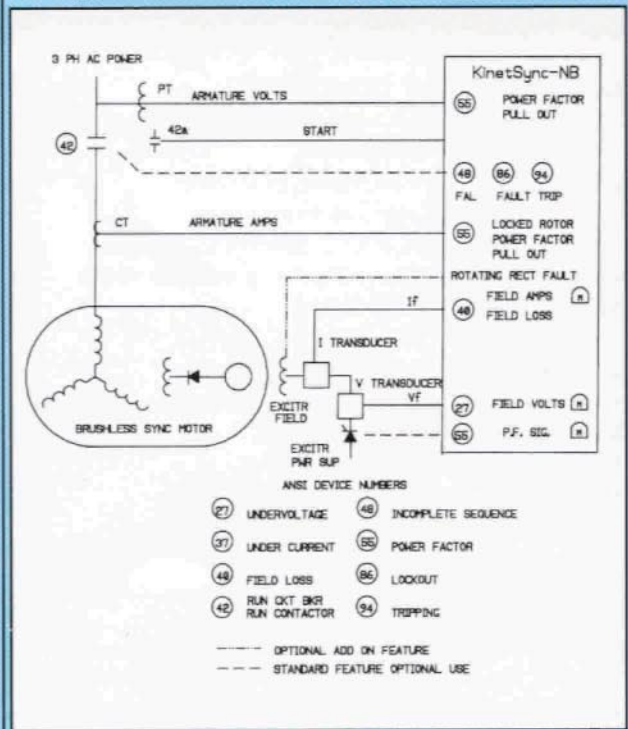 3 PH AC POWER
KinetSync-NB
PT
ARMATURE VOLTS
55
POWER FACTOR
PULL OUT
42
42a
START
48
86
94
FAL
FAULT TRIP
CT
ARMATURE AMPS
55
LOCKED ROTOR
POWER FACTOR
PULL OUT
ROTATING RECT FAULT
If
40
FIELD AMPS
M
FIELD LOSS
I TRANSDUCER
V TRANSDUCER
Vf
27
FIELD VOLTS
M
EXCITR
FIELD
BRUSHLESS SYNC MOTOR
55
P.F. SIG.
M
EXCITR
PWR SUP
ANSI DEVICE NUMBERS
27 UNDERVOLTAGE
48 INCOMPLETE SEQUENCE
37 UNDER CURRENT
55 POWER FACTOR
40 FIELD LOSS
86 LOCKOUT
42 RUN CKT BKR
RUN CONTACTOR
94 TRIPPING
OPTIONAL ADD ON FEATURE
STANDARD FEATURE OPTIONAL USE